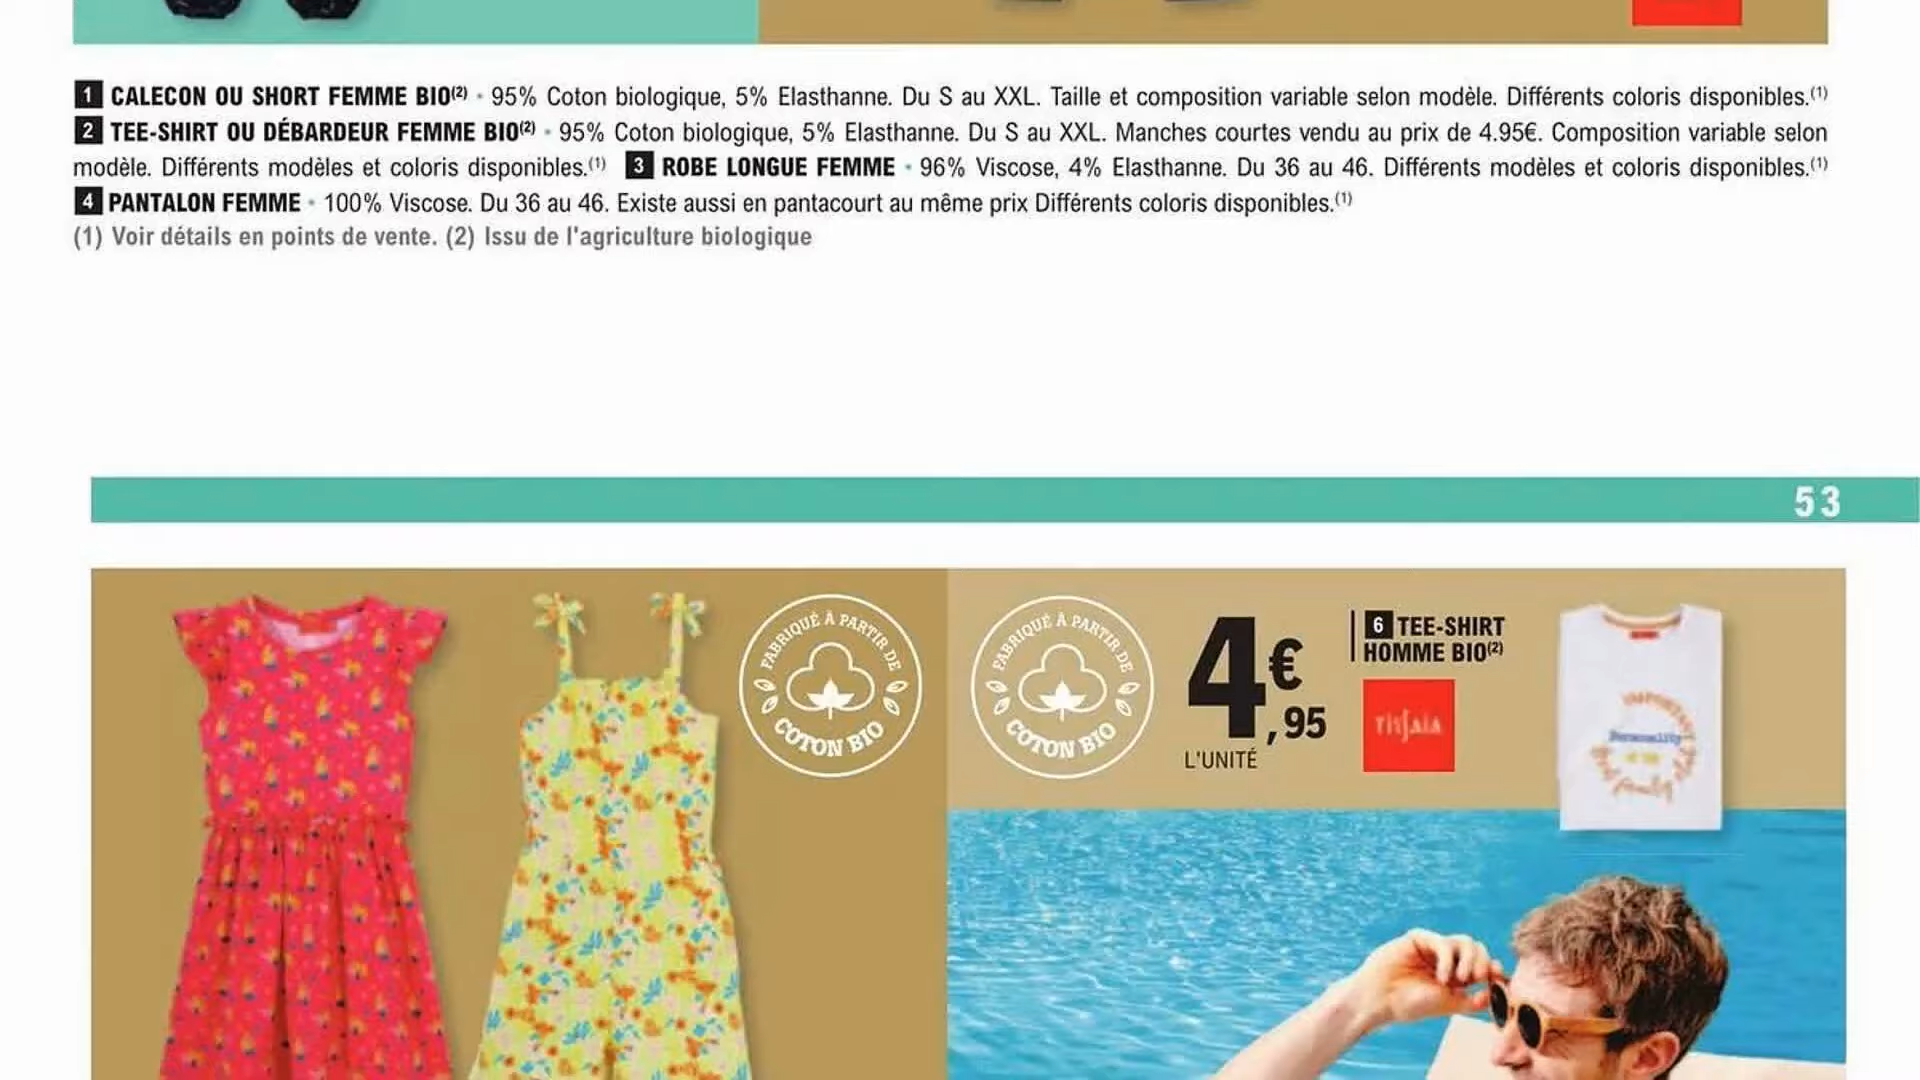 1 CALECON OU SHORT FEMME BIO(2) • 95% Coton biologique, 5% Elasthanne. Du S au XXL. Taille et composition variable selon modèle. Différents coloris disponibles.(1)
2 TEE-SHIRT OU DÉBARDEUR FEMME BIO(2) • 95% Coton biologique, 5% Elasthanne. Du S au XXL. Manches courtes vendu au prix de 4.95€. Composition variable selon
modèle. Différents modèles et coloris disponibles.(1) 3 ROBE LONGUE FEMME • 96% Viscose, 4% Elasthanne. Du 36 au 46. Différents modèles et coloris disponibles.(1)
4 PANTALON FEMME • 100% Viscose. Du 36 au 46. Existe aussi en pantacourt au même prix Différents coloris disponibles.(1)
(1) Voir détails en points de vente. (2) Issu de l'agriculture biologique
53
FABRIQUÉ À PARTIR DE
COTON BIO
FABRIQUÉ À PARTIR DE
COTON BIO
4€,95
L'UNITÉ
6 TEE-SHIRT
HOMME BIO(2)
TISSAIA
Personality